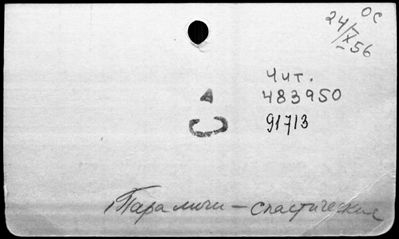 ОС
24/X-56
Чит.
483950
91713
С
Параличи - спастические